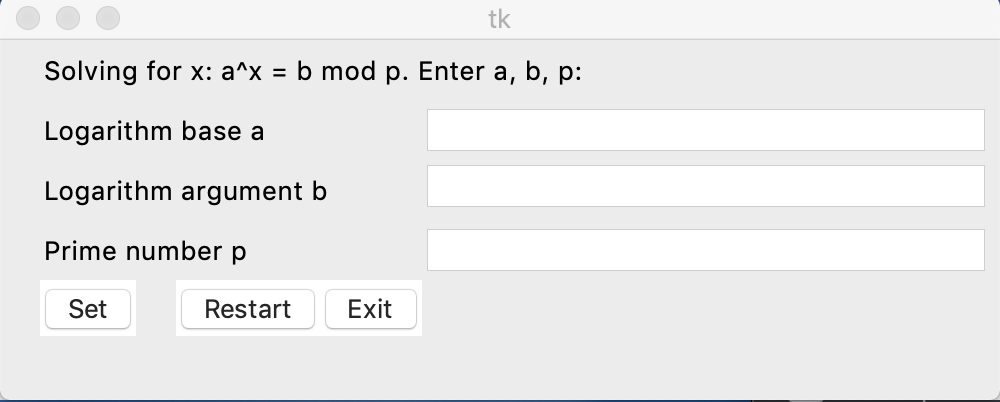 tk
Solving for x: a^x = b mod p. Enter a, b, p:
Logarithm base a
Logarithm argument b
Prime number p
Set Restart Exit